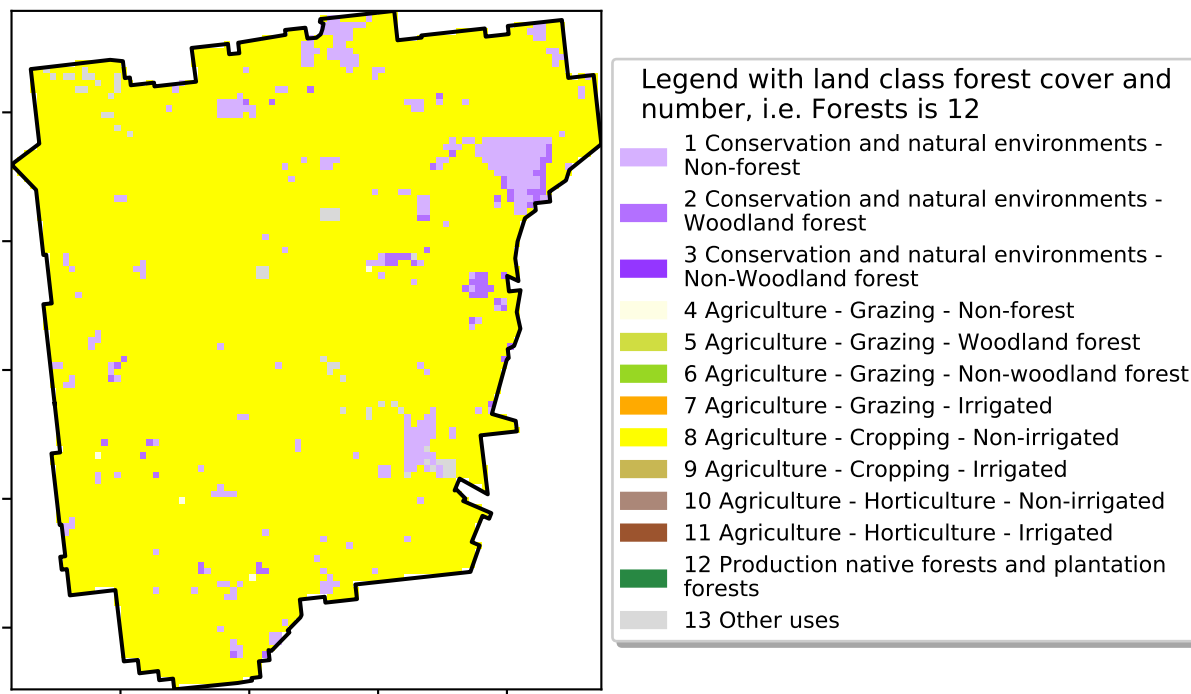 Legend with land class forest cover and
number, i.e. Forests is 12
1 Conservation and natural environments -
Non-forest
2 Conservation and natural environments -
Woodland forest
3 Conservation and natural environments -
Non-Woodland forest
4 Agriculture - Grazing - Non-forest
5 Agriculture - Grazing - Woodland forest
6 Agriculture - Grazing - Non-woodland forest
7 Agriculture - Grazing - Irrigated
8 Agriculture - Cropping - Non-irrigated
9 Agriculture - Cropping - Irrigated
10 Agriculture - Horticulture - Non-irrigated
11 Agriculture - Horticulture - Irrigated
12 Production native forests and plantation
forests
13 Other uses